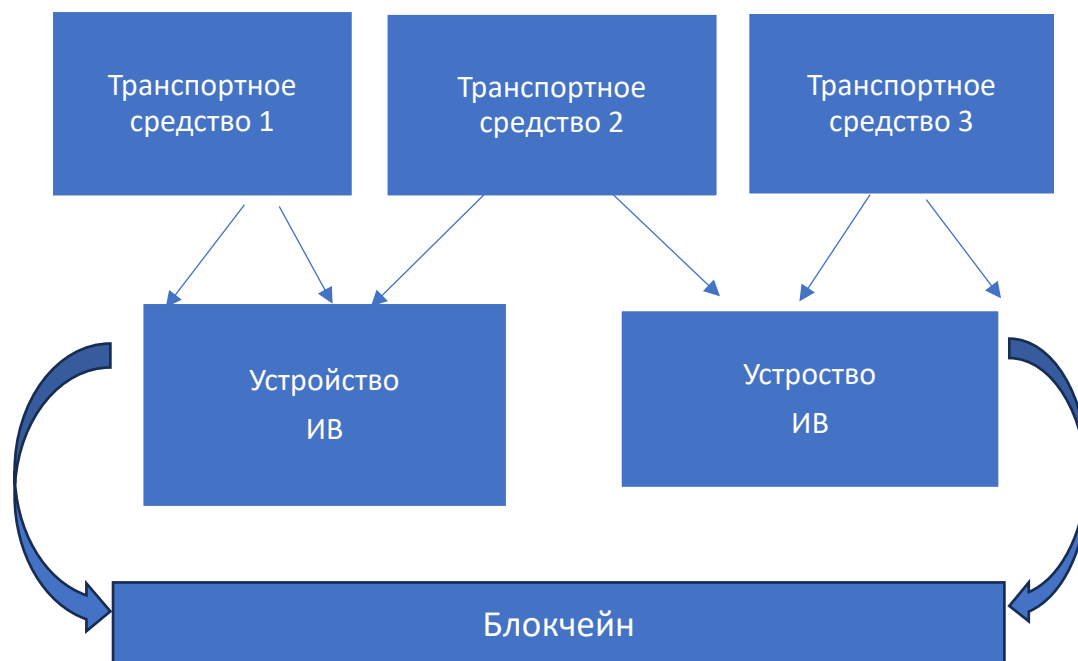 Транспортное
средство 1
Транспортное
средство 2
Транспортное
средство 3
Устройство
ИВ
Устроство
ИВ
Блокчейн